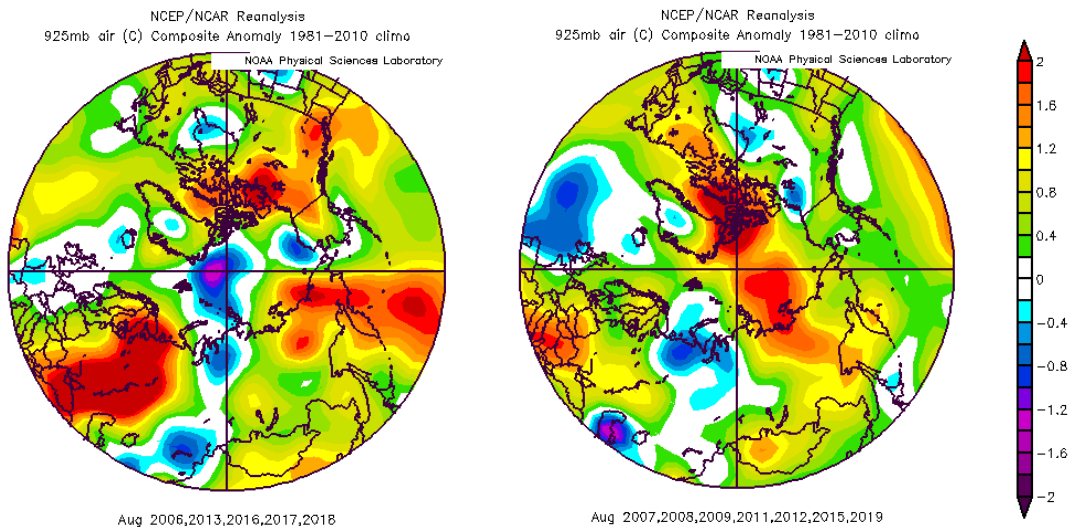 NCEP/NCAR Reanalysis
925mb air (C) Composite Anomaly 1981-2010 clima
NOAA Physical Sciences Laboratory
Aug 2006,2013,2016,2017,2018
NCEP/NCAR Reanalysis
925mb air (C) Composite Anomaly 1981-2010 clima
NOAA Physical Sciences Laboratory
Aug 2007,2008,2009,2011,2012,2015,2019
2
1.6
1.2
0.8
0.4
0
-0.4
-0.8
-1.2
-1.6
-2